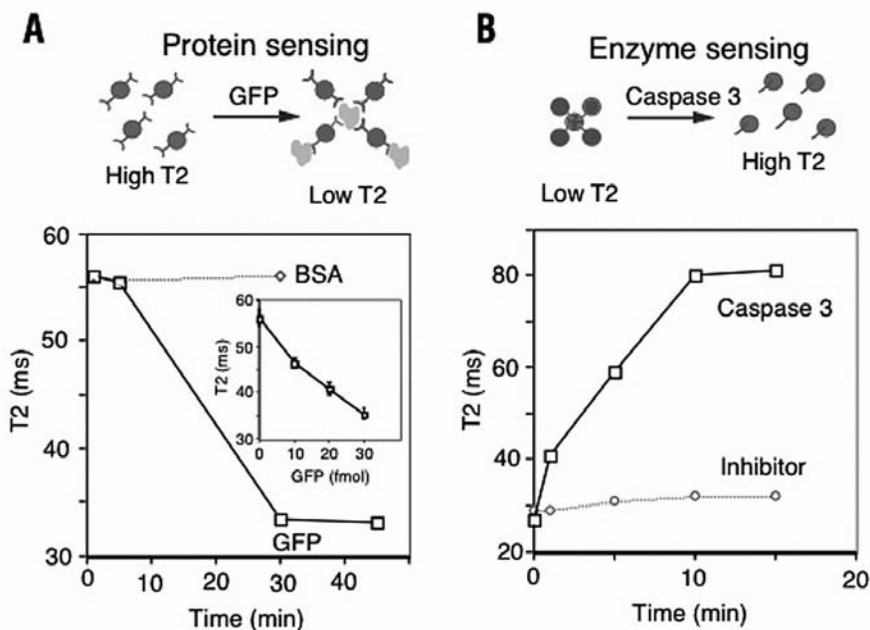 A
Protein sensing
GFP
High T2
Low T2
60
50
40
30
T2 (ms)
0
10
20
30
40
Time (min)
BSA
GFP
60
50
40
30
T2 (ms)
0
10
20
30
GFP (fmol)
B
Enzyme sensing
Caspase 3
Low T2
High T2
80
60
40
20
T2 (ms)
0
10
20
Time (min)
Caspase 3
Inhibitor